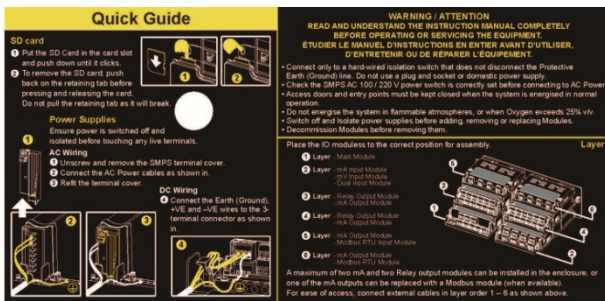 Quick Guide
SD card
1 Put the SD Card in the card slot
and push down until it clicks.
2 To remove the SD card, push
back on the retaining tab before
pressing and releasing the card.
Do not pull the retaining tab as it will break.
1
2
Power Supplies
Ensure power is switched off and
isolated before touching any live terminals.
AC Wiring
1 Unscrew and remove the SMPS terminal cover.
2 Connect the AC Power cables as shown in.
3 Refit the terminal cover.
DC Wiring
4 Connect the Earth (Ground),
+VE and –VE wires to the 3-
terminal connector as shown
in.
1
2
3
4
WARNING / ATTENTION
READ AND UNDERSTAND THE INSTRUCTION MANUAL COMPLETELY
BEFORE OPERATING OR SERVICING THE EQUIPMENT.
ÉTUDIER LE MANUEL D'INSTRUCTIONS EN ENTIER AVANT D'UTILISER,
D'ENTRETENIR OU DE RÉPARER L'ÉQUIPEMENT.
• Connect only to a hard-wired isolation switch that does not disconnect the Protective
Earth (Ground) line. Do not use a plug and socket or domestic power supply.
• Check the SMPS AC 100 / 220 V power switch is correctly set before connecting to AC Power
• Access doors and entry points must be kept closed when the system is energised in normal
operation.
• Do not energise the system in flammable atmospheres, or when Oxygen exceeds 25% v/v.
• Switch off and Isolate power supplies before adding, removing or replacing Modules.
• Decommission Modules before removing them.
Place the IO moduless to the correct position for assembly.
Layer
1 Layer - Main Module
2 Layer - mA Input Module
- mV Input Module
- Dual Input Module
3 Layer - Relay Output Module
- mA Output Module
4 Layer - Relay Output Module
- mA Output Module
5 Layer - mA Output Module
- Modbus RTU Input Module
6 Layer - mA Output Module
- Modbus RTU Module
5
3
1
6
4
2
A maximum of two mA and two Relay output modules can be installed in the enclosure, or
one of the mA outputs can be replaced with a Modbus module (when available).
For ease of access, connect external cables in layer order 1 – 6 as shown above.